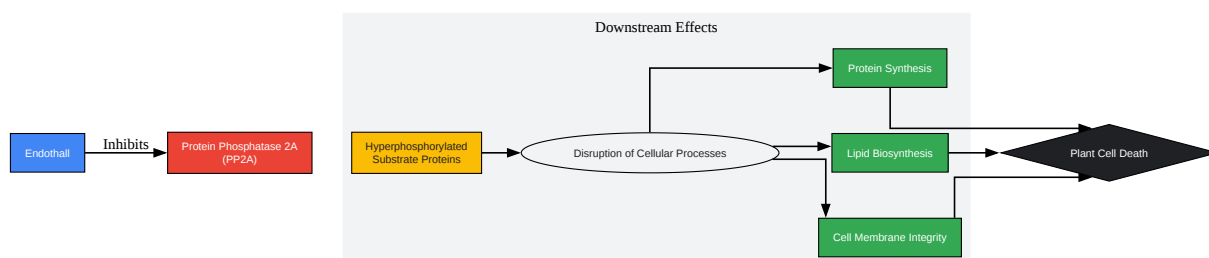 Downstream Effects
Protein Synthesis
Endothall
Inhibits
Protein Phosphatase 2A
(PP2A)
Hyperphosphorylated
Substrate Proteins
Disruption of Cellular Processes
Lipid Biosynthesis
Plant Cell Death
Cell Membrane Integrity